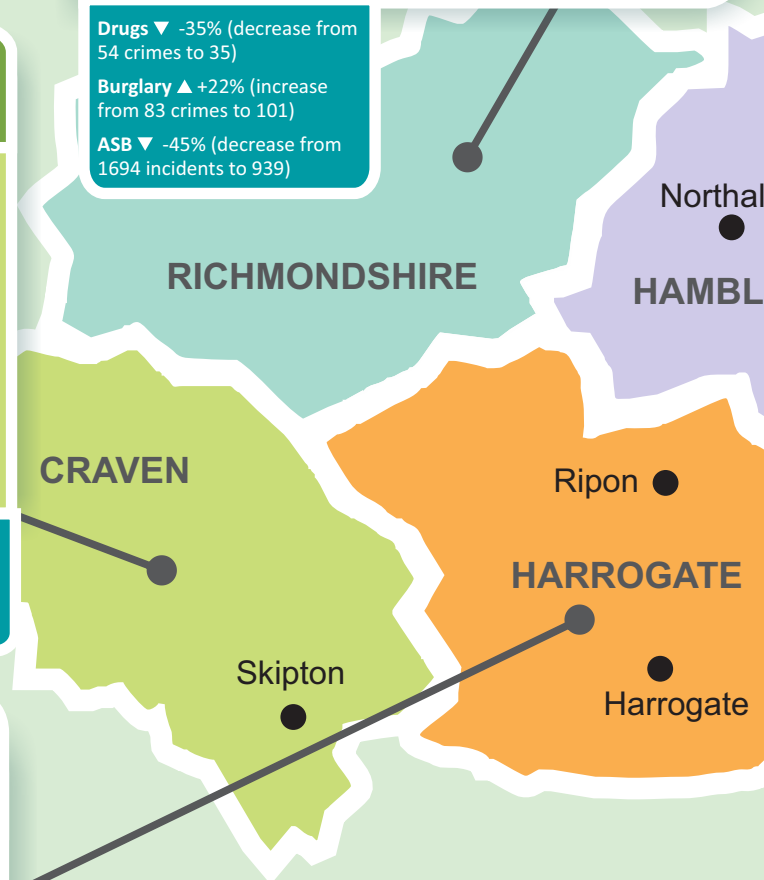 Drugs ▼ -35% (decrease from
54 crimes to 35)
Burglary ▲ +22% (increase
from 83 crimes to 101)
ASB ▼ -45% (decrease from
1694 incidents to 939)
Northal
RICHMONDSHIRE
HAMBL
CRAVEN
Ripon
HARROGATE
Skipton
Harrogate